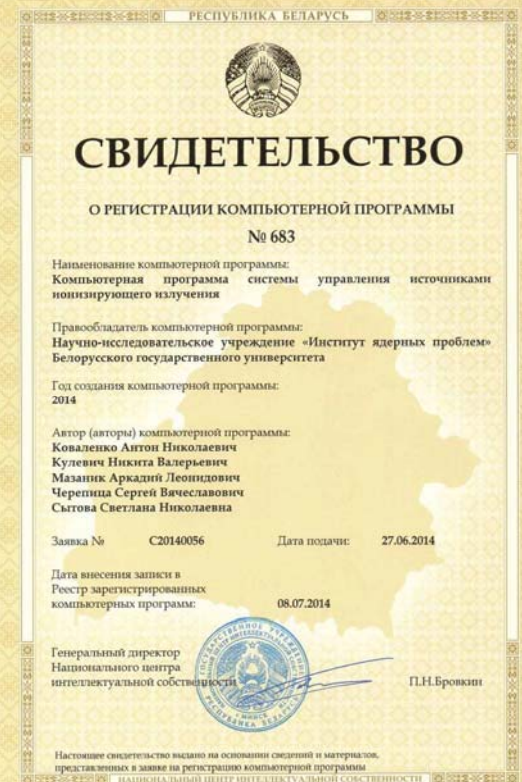 РЕСПУБЛИКА БЕЛАРУСЬ
СВИДЕТЕЛЬСТВО
О РЕГИСТРАЦИИ КОМПЬЮТЕРНОЙ ПРОГРАММЫ
№ 683
Наименование компьютерной программы:
Компьютерная программа системы управления источниками
ионизирующего излучения
Правообладатель компьютерной программы:
Научно-исследовательское учреждение «Институт ядерных проблем»
Белорусского государственного университета
Год создания компьютерной программы:
2014
Автор (авторы) компьютерной программы:
Коваленко Антон Николаевич
Кулевич Никита Валерьевич
Мазаник Аркадий Леонидович
Черепица Сергей Вячеславович
Сытова Светлана Николаевна
Заявка № С20140056 Дата подачи: 27.06.2014
Дата внесения записи в
Реестр зарегистрированных
компьютерных программ: 08.07.2014
Генеральный директор
Национального центра
интеллектуальной собственности П.Н.Бровкин
Настоящее свидетельство выдано на основании сведений и материалов,
представленных в заявке на регистрацию компьютерной программы
НАЦИОНАЛЬНЫЙ ЦЕНТР ИНТЕЛЛЕКТУАЛЬНОЙ СОБСТВЕННОСТИ